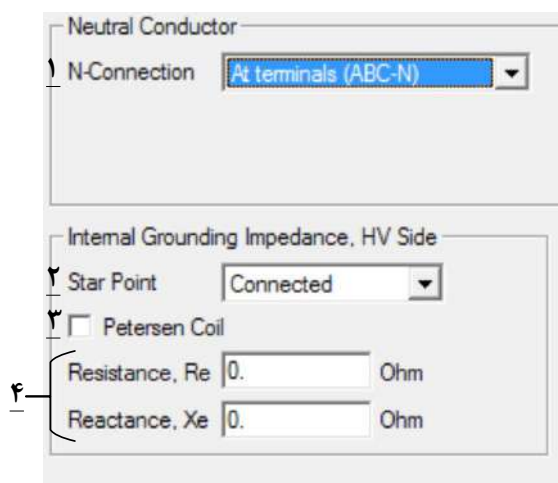 Neutral Conductor
۱ N-Connection At terminals (ABC-N)
Internal Grounding Impedance, HV Side
۲ Star Point Connected
۳ Petersen Coil
Resistance, Re 0. Ohm
۴
Reactance, Xe 0. Ohm